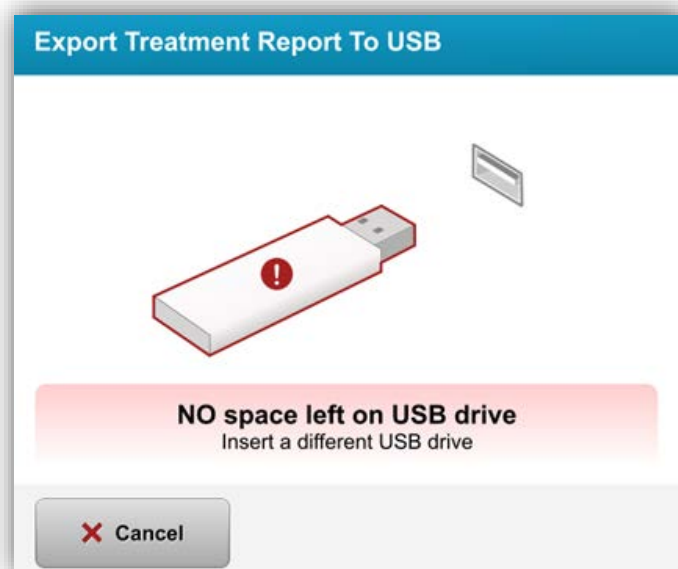 Export Treatment Report To USB
NO space left on USB drive
Insert a different USB drive
Cancel